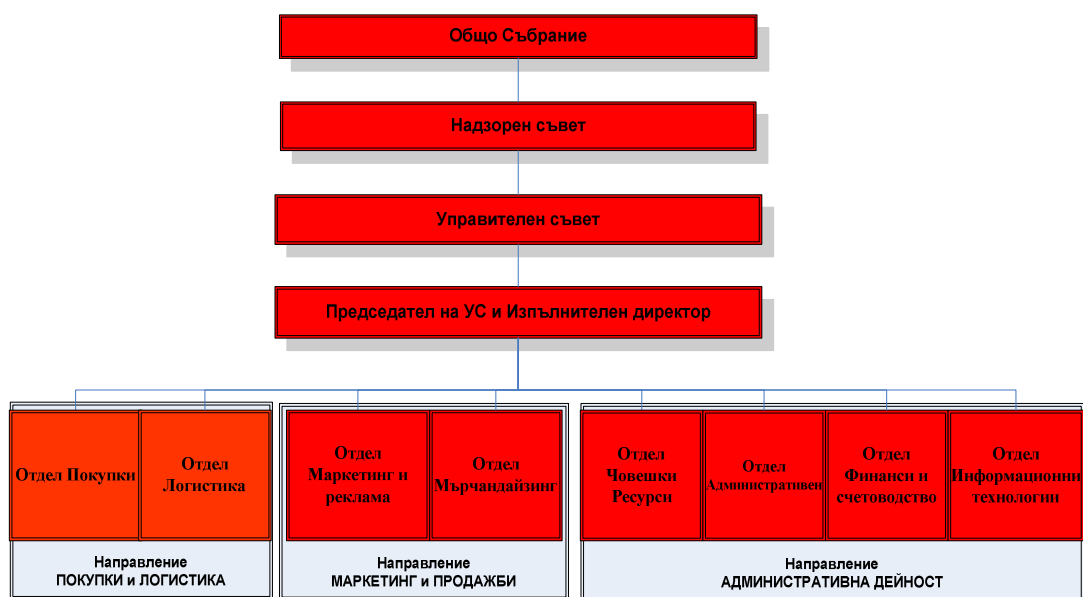 Общо Събрание
Надзорен съвет
Управителен съвет
Председател на УС и Изпълнителен директор
Отдел Покупки
Отдел
Логистика
Отдел
Маркетинг и
реклама
Отдел
Мърчандайзинг
Отдел
Човешки
Ресурси
Отдел
Административен
Отдел
Финанси и
счетоводство
Отдел
Информационни
технологии
Направление
ПОКУПКИ и ЛОГИСТИКА
Направление
МАРКЕТИНГ и ПРОДАЖБИ
Направление
АДМИНИСТРАТИВНА ДЕЙНОСТ